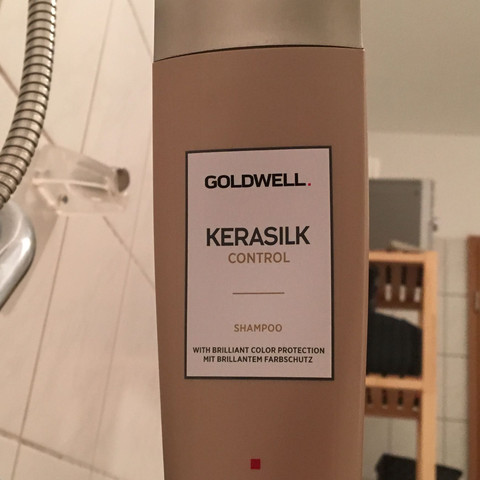 GOLDWELL.
KERASILK
CONTROL
SHAMPOO
WITH BRILLIANT COLOR PROTECTION
MIT BRILLANTEM FARBSCHUTZ